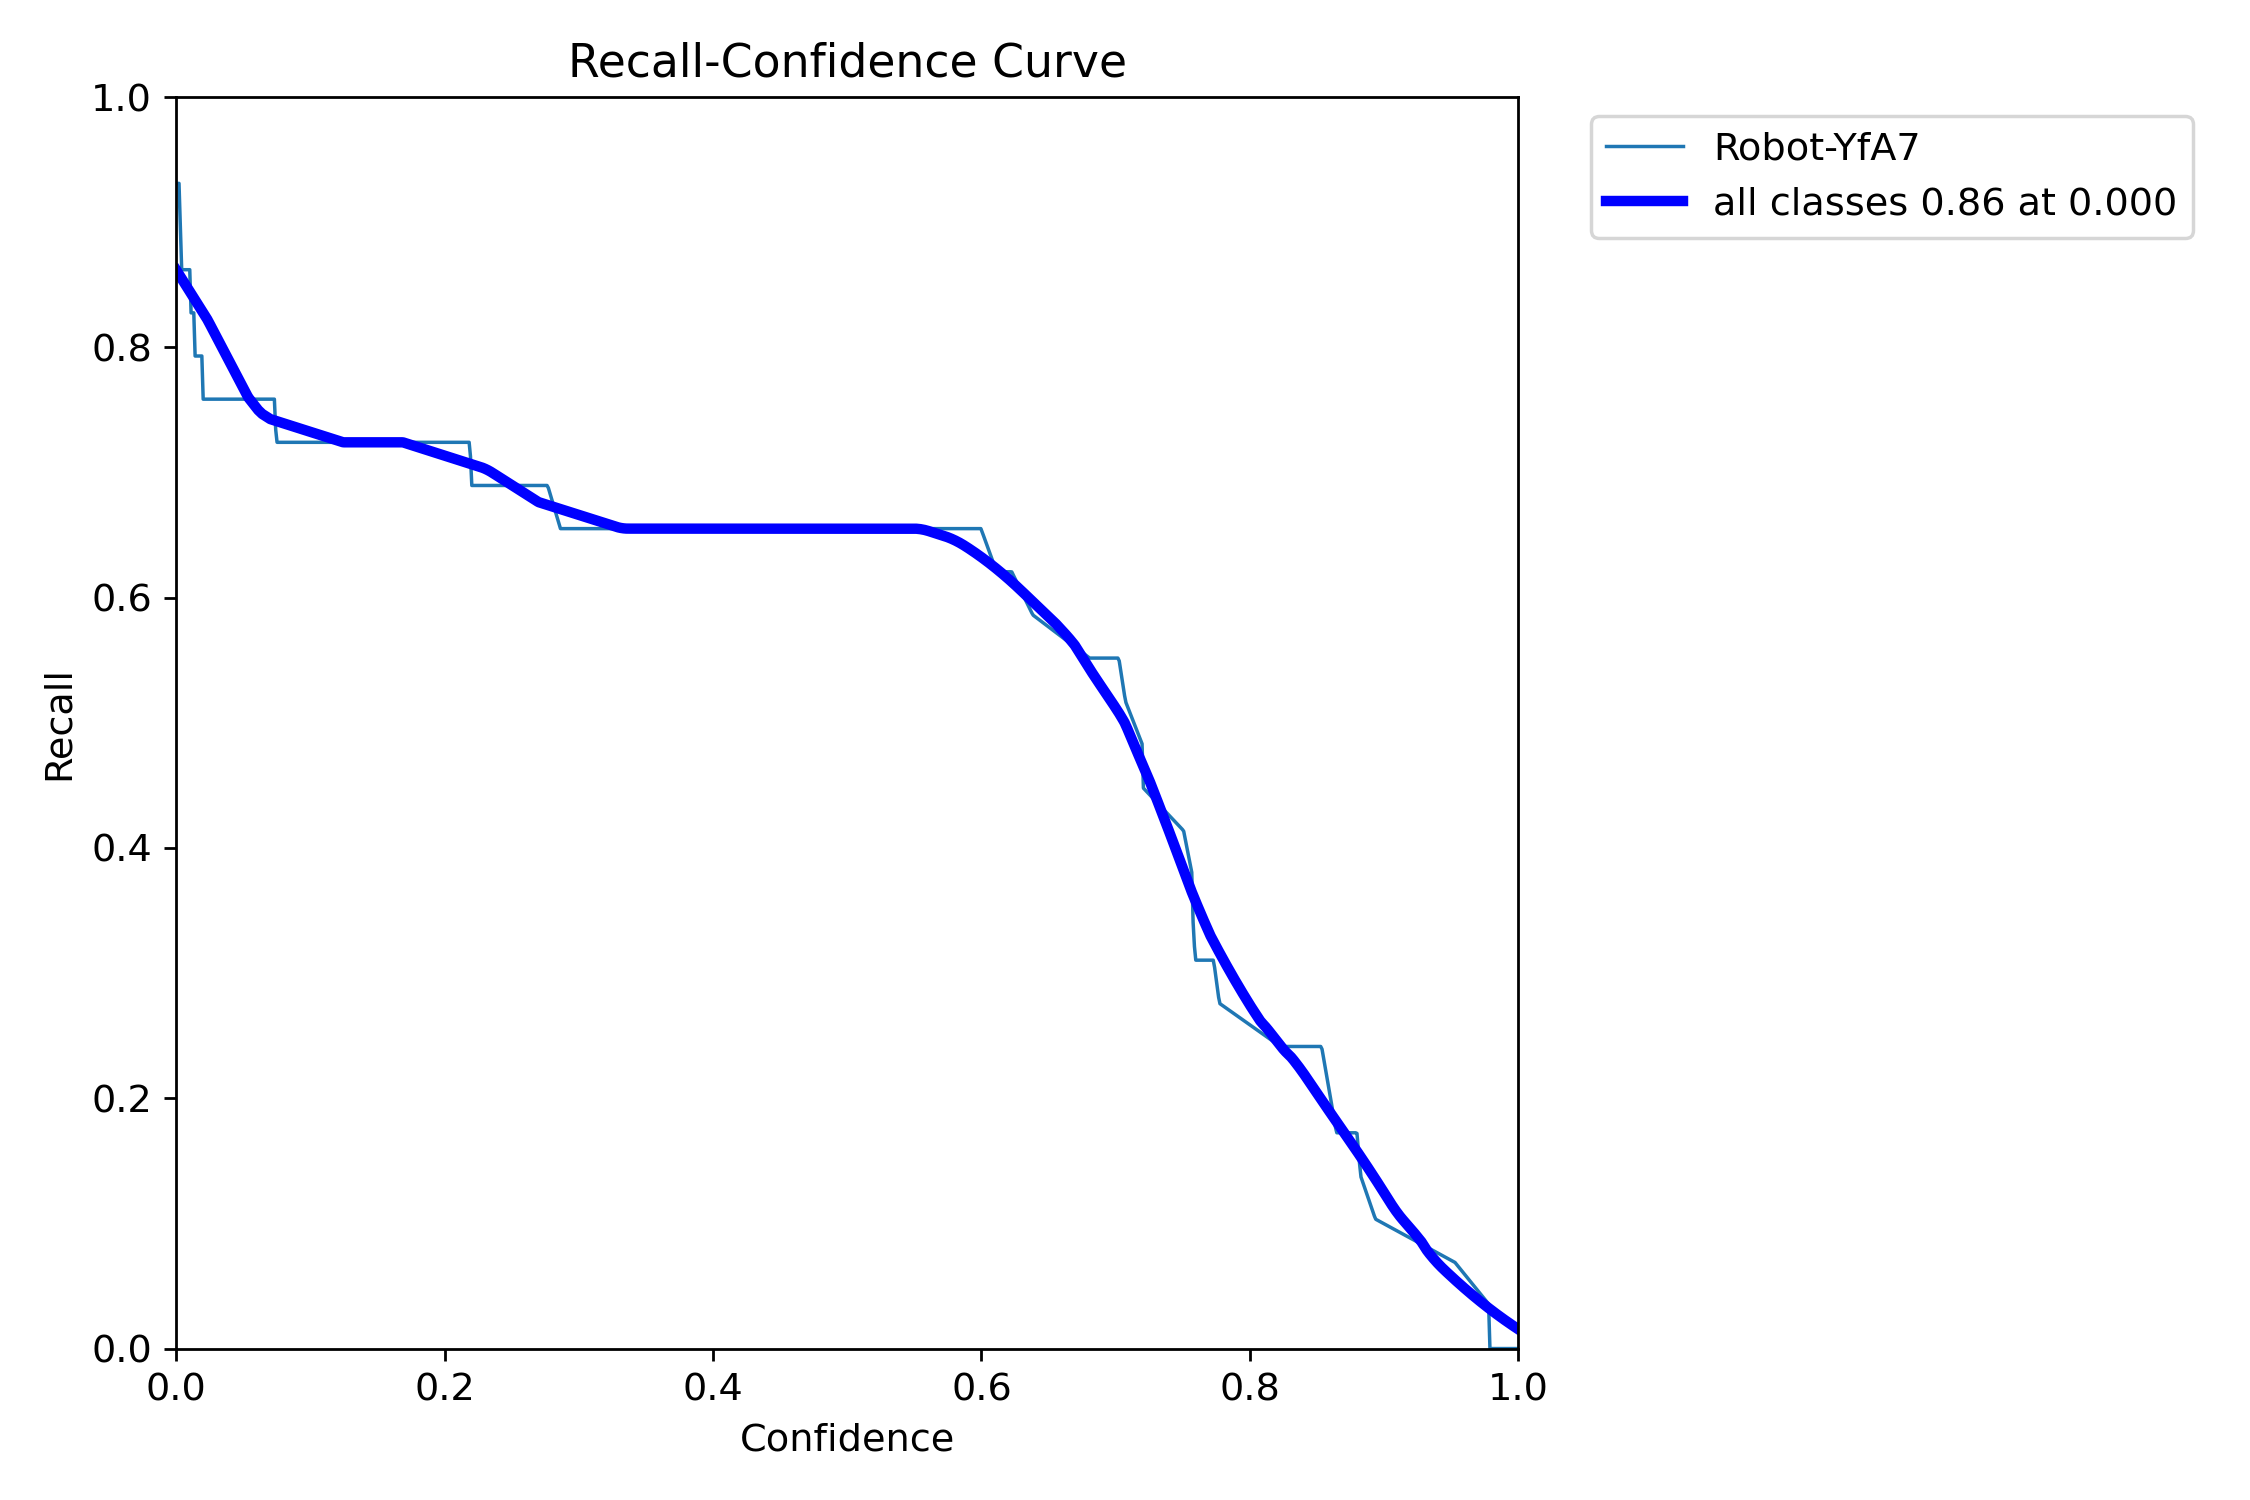 Recall-Confidence Curve
1.0
0.8
0.6
0.4
0.2
0.0
Recall
0.0 0.2 0.4 0.6 0.8 1.0
Confidence
Robot-YfA7
all classes 0.86 at 0.000